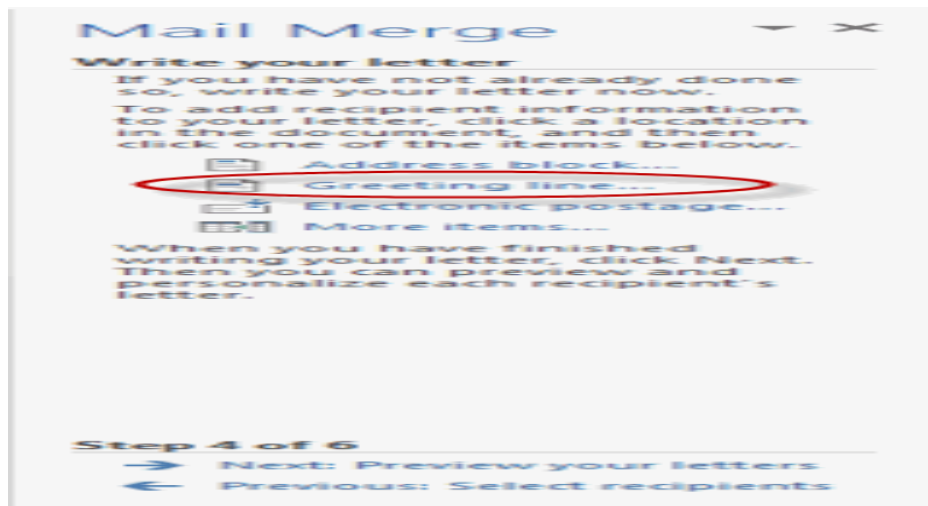 Mail Merge
Write your letter
If you have not already done
so, write your letter now.
To add recipient information
to your letter, click a location
in the document, and then
click one of the items below.
Address block...
Greeting line...
Electronic postage...
More items...
When you have finished
writing your letter, click Next.
Then you can preview and
personalize each recipient's
letter.
Step 4 of 6
Next: Preview your letters
Previous: Select recipients